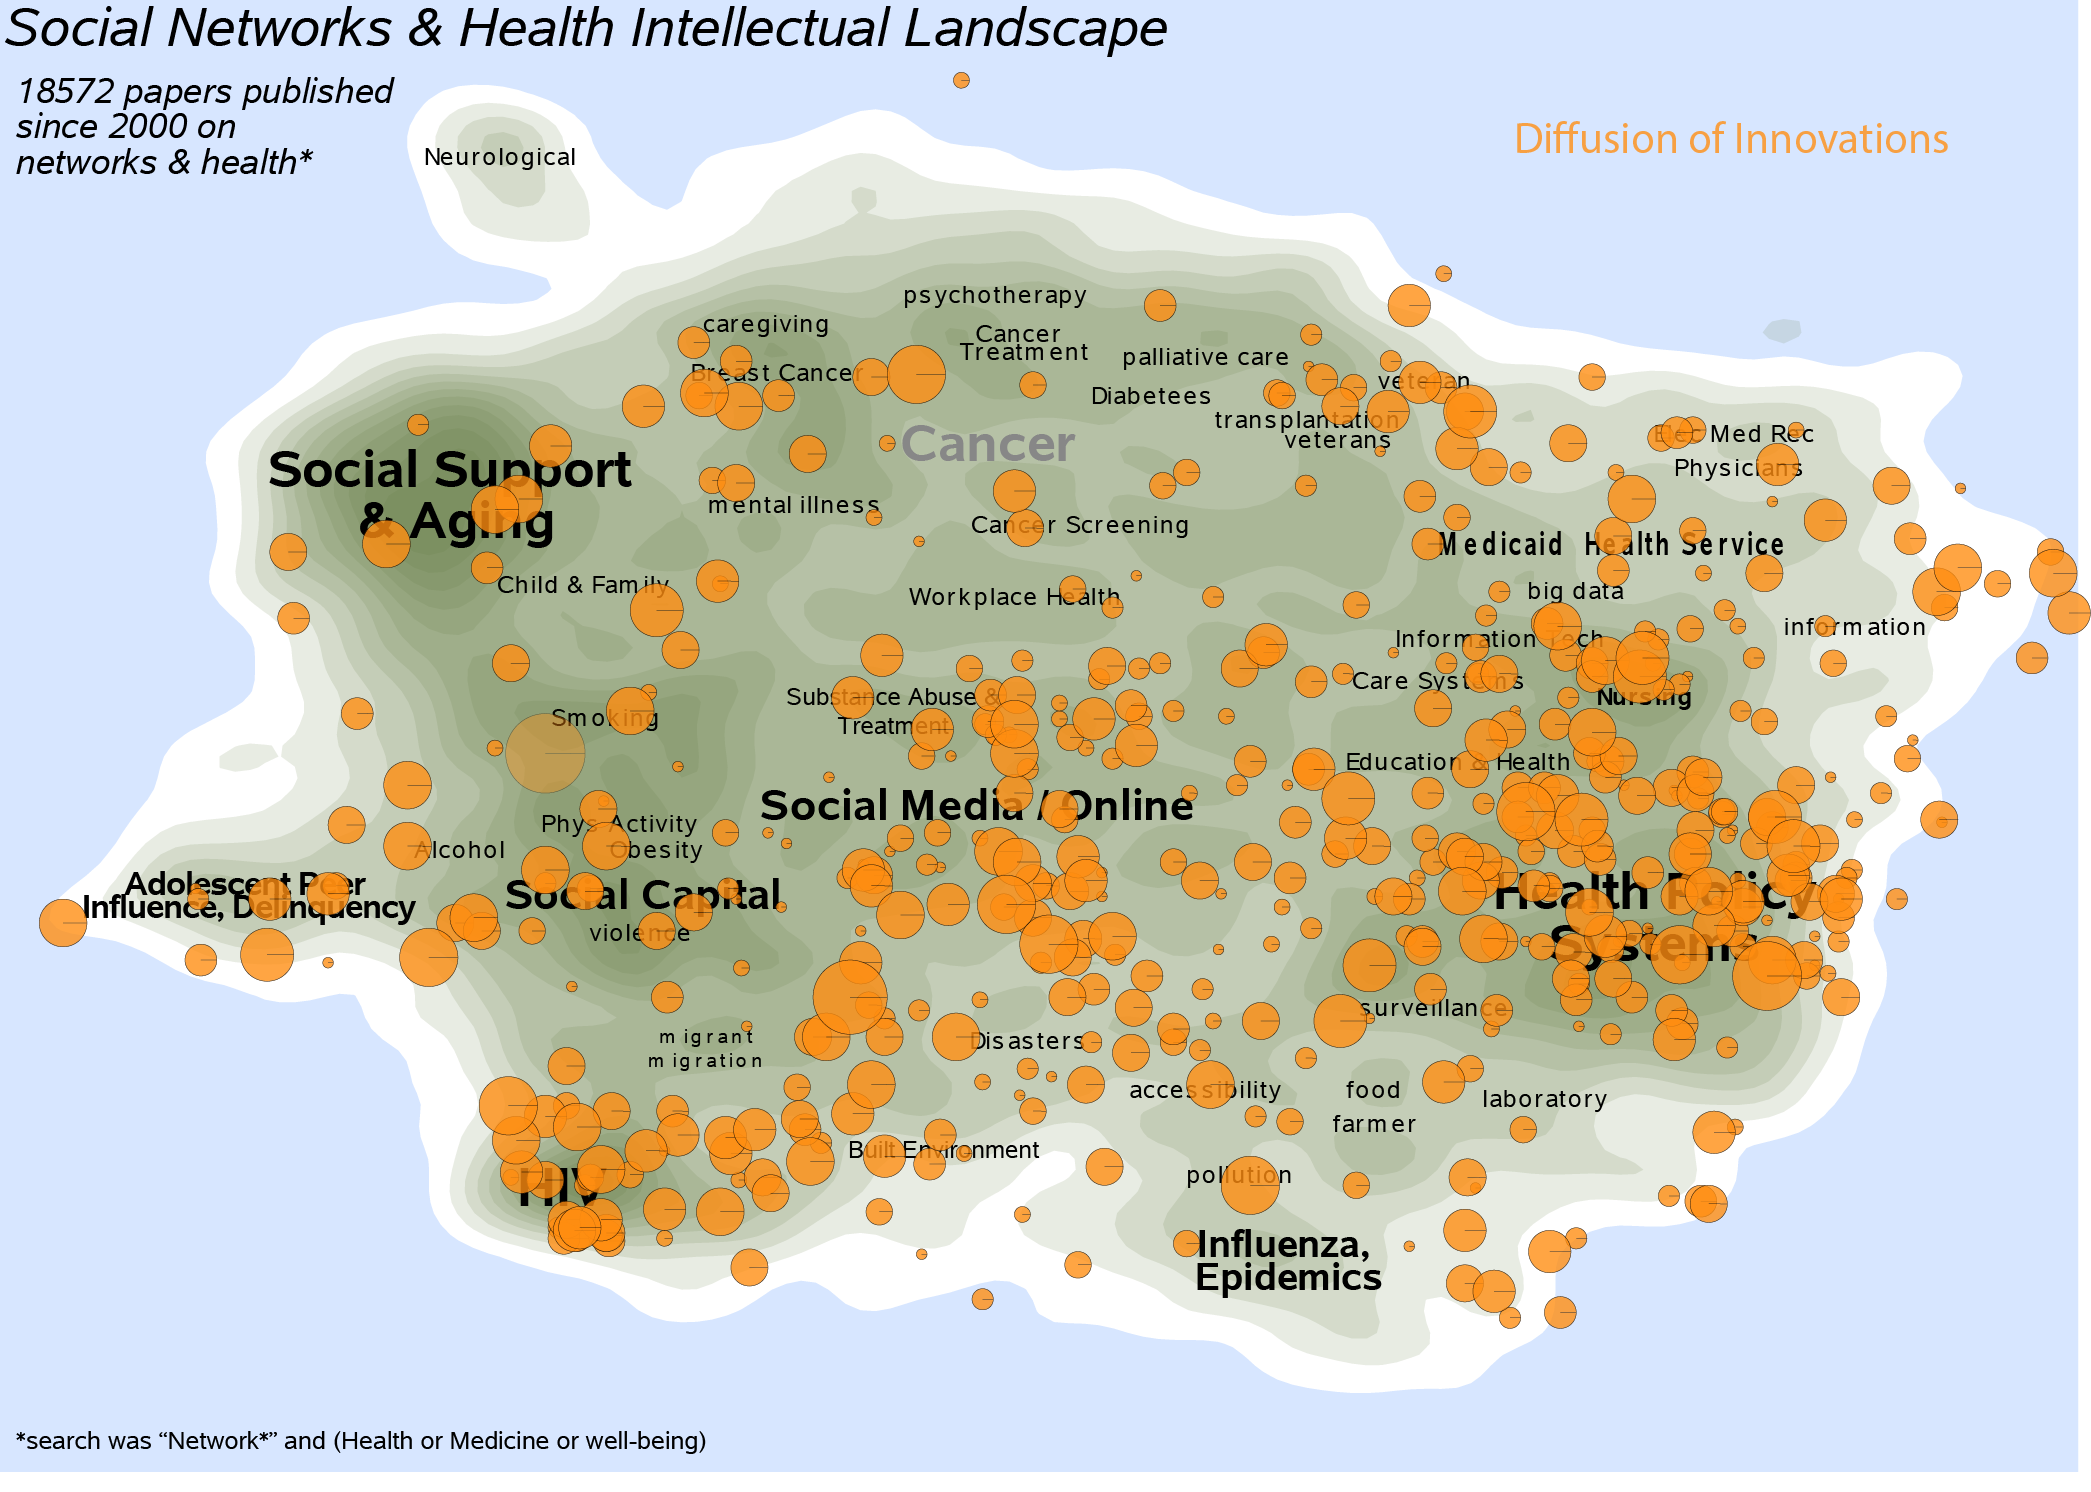 Social Networks & Health Intellectual Landscape
18572 papers published
since 2000 on
networks & health*
Diffusion of Innovations
Neurological
psychotherapy
caregiving
Cancer
Treatment
palliative care
Breast Cancer
veteran
Diabetees
transplantation
veterans
Cancer
Elec Med Rec
Physicians
Social Support
& Aging
mental illness
Cancer Screening
Medicaid Health Service
Child & Family
Workplace Health
big data
information
Information Tech
Care Systems
Nursing
Substance Abuse &
Treatment
Smoking
Education & Health
Social Media / Online
Phys Activity
Obesity
Alcohol
Adolescent Peer
Influence, Delinquency
Social Capital
violence
Health Policy
Systems
surveillance
migrant
migration
Disasters
accessibility
food
farmer
laboratory
Built Environment
pollution
HIV
Influenza,
Epidemics
*search was “Network*” and (Health or Medicine or well-being)